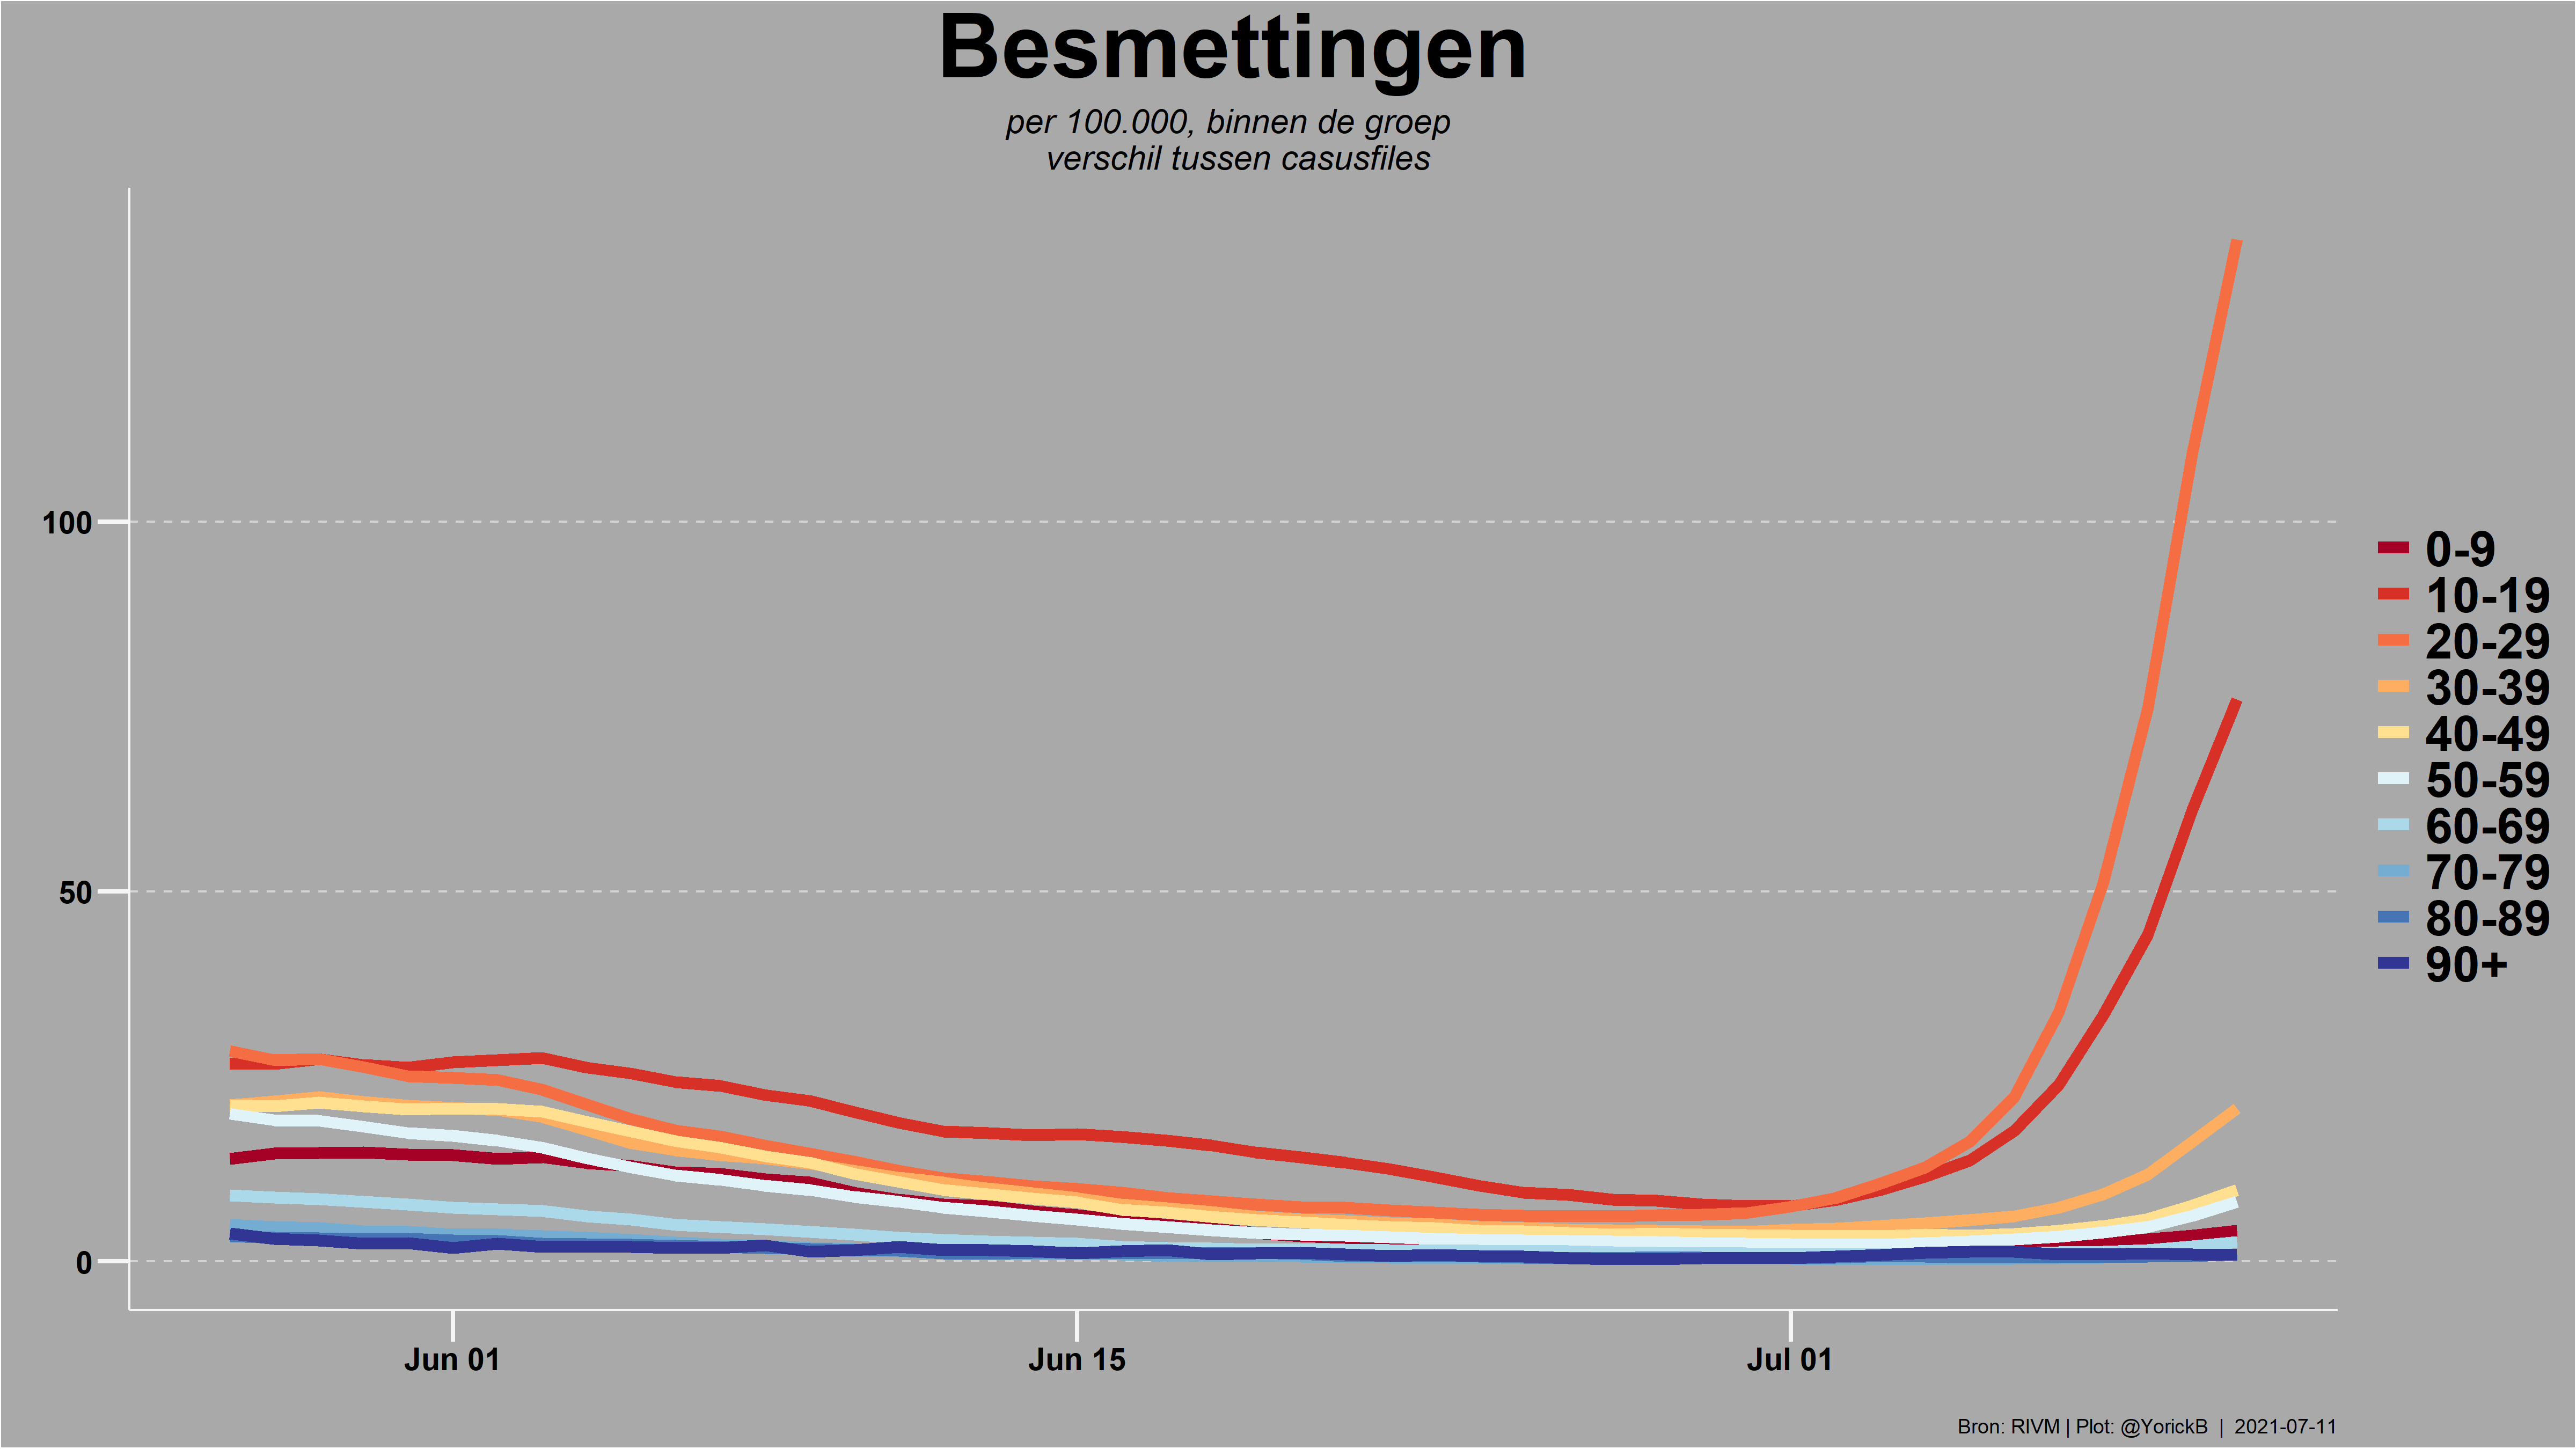 Besmettingen
per 100.000, binnen de groep
verschil tussen casusfiles
100
50
0
Jun 01
Jun 15
Jul 01
0-9
10-19
20-29
30-39
40-49
50-59
60-69
70-79
80-89
90+
Bron: RIVM | Plot: @YorickB | 2021-07-11